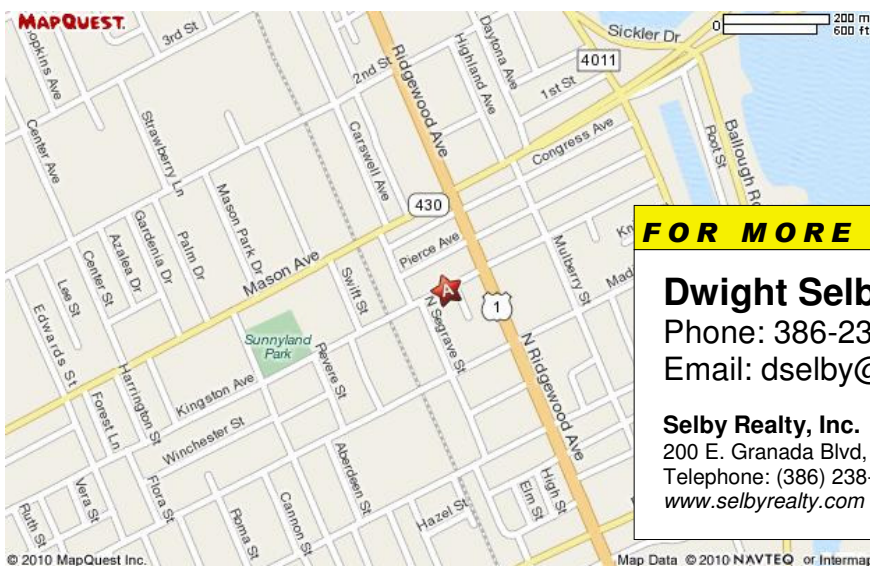 MAPQUEST.
0
200 m
600 ft
3rd St
2nd St
Ridgewood Ave
Highland Ave
Daytona Ave
Sickler Dr
4011
1st St
Center Ave
Strawberry Ln
Carswell Ave
Congress Ave
Root St
Ballough
Mason Park Dr
430
Gardenia Dr
Palm Dr
Azalea Dr
Center St
Lee St
Mason Ave
Pierce Ave
Mulberry St
Swift St
A
1
N Segrave St
Edwards St
Sunnyland
Park
Revere St
N Ridgewood Ave
Harrington St
Kingston Ave
Forest Ln
Winchester St
Vera St
Flora St
Aberdeen St
Ruth St
Roma St
Cannon St
Hazel St
Elm St
High St
FOR MORE
Dwight Selb
Phone: 386-23
Email: dselby@
Selby Realty, Inc.
200 E. Granada Blvd,
Telephone: (386) 238-
www.selbyrealty.com
© 2010 MapQuest Inc.
Map Data © 2010 NAVTEQ or Intermap